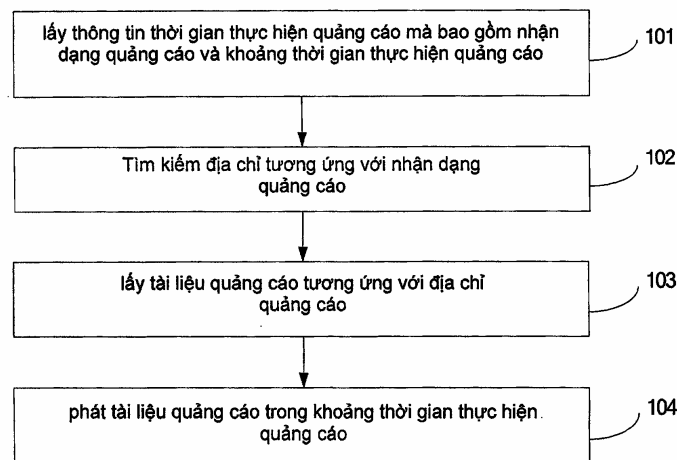 lấy thông tin thời gian thực hiện quảng cáo mà bao gồm nhận
dạng quảng cáo và khoảng thời gian thực hiện quảng cáo
101
Tìm kiếm địa chỉ tương ứng với nhận dạng
quảng cáo
102
lấy tài liệu quảng cáo tương ứng với địa chỉ
quảng cáo
103
phát tài liệu quảng cáo trong khoảng thời gian thực hiện
quảng cáo
104